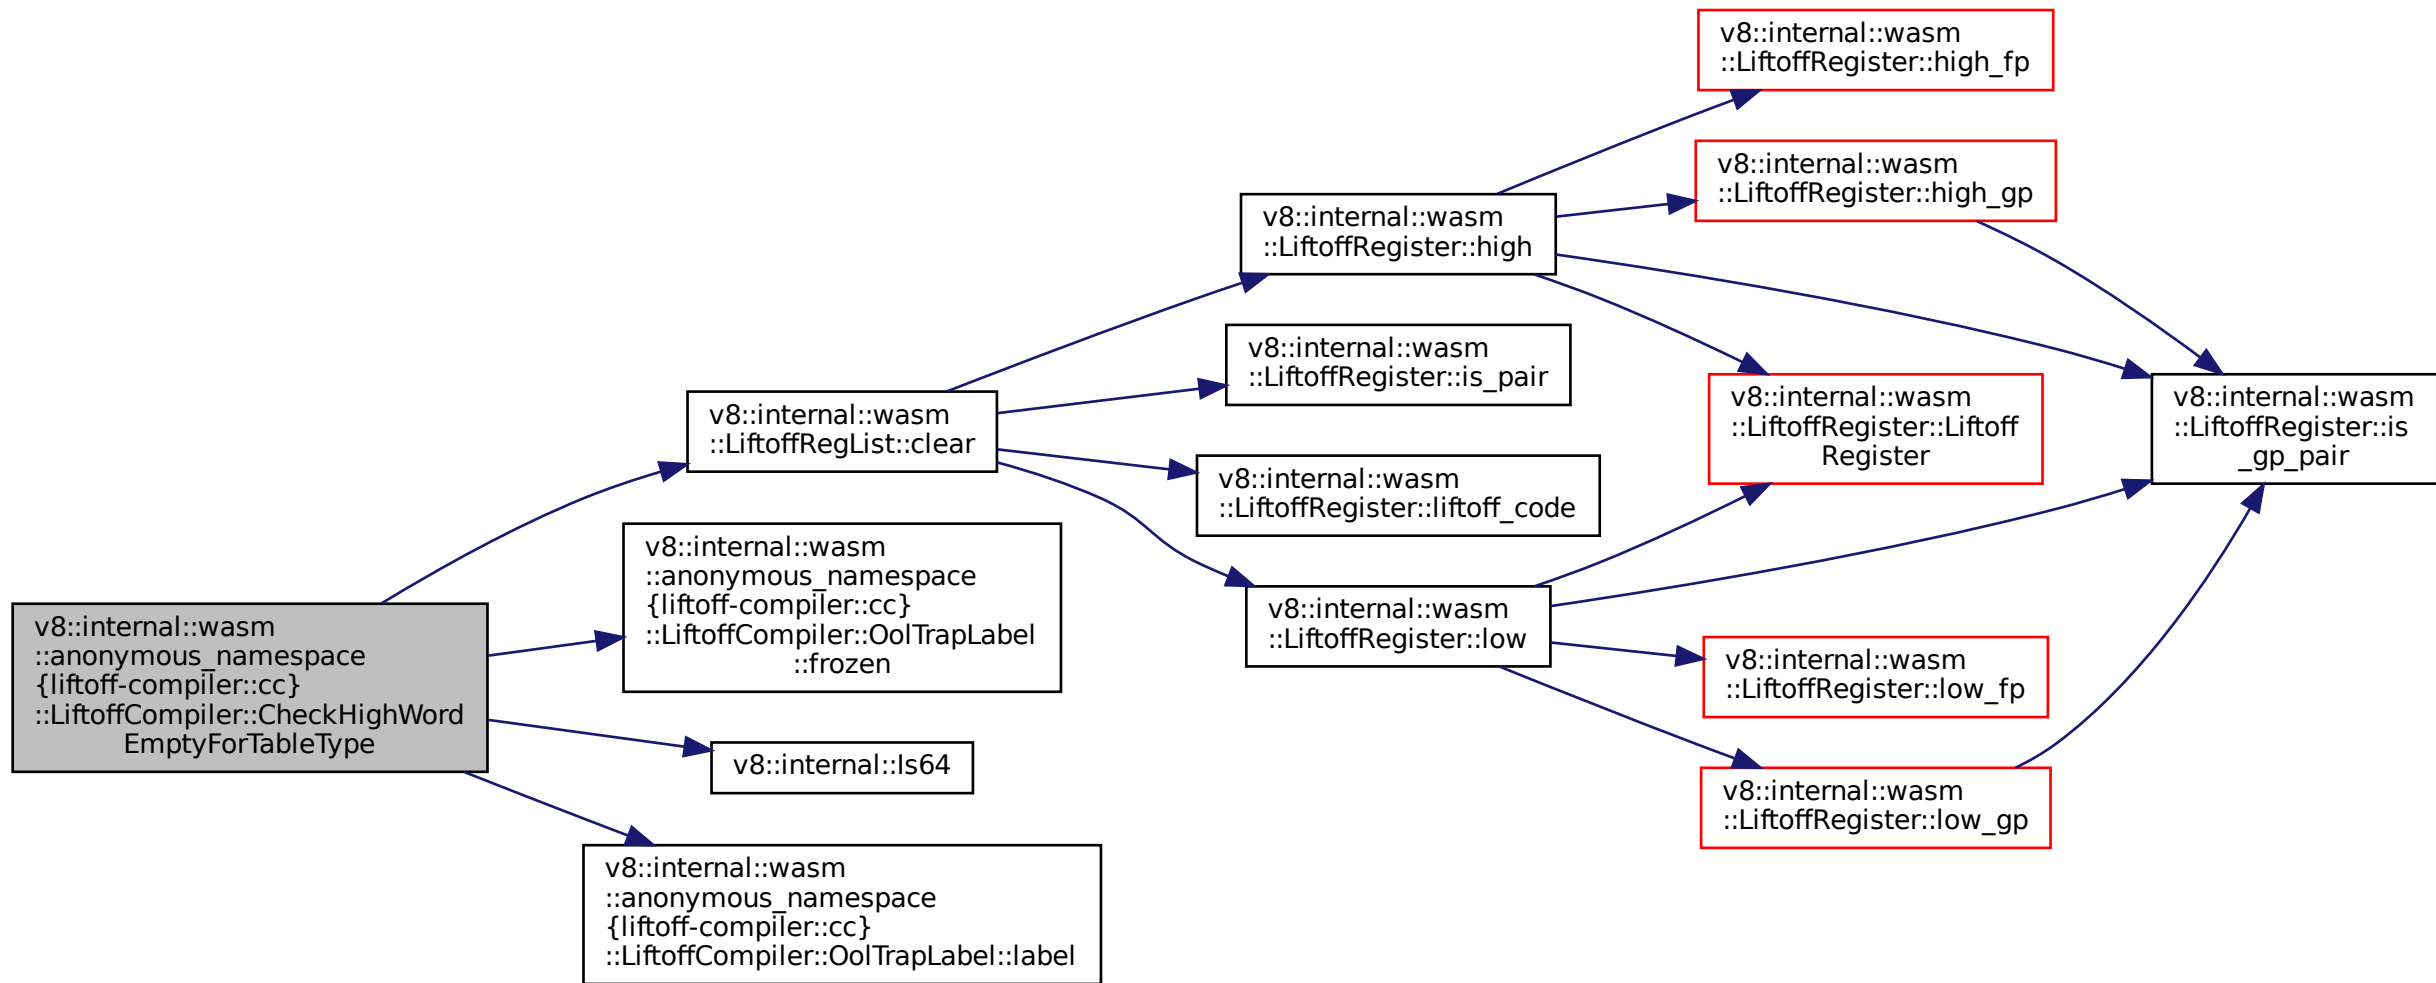 v8::internal::wasm
::anonymous_namespace
{liftoff-compiler::cc}
::LiftoffCompiler::CheckHighWord
EmptyForTableType
v8::internal::wasm
::LiftoffRegList::clear
v8::internal::wasm
::anonymous_namespace
{liftoff-compiler::cc}
::LiftoffCompiler::OolTrapLabel
::frozen
v8::internal::Is64
v8::internal::wasm
::anonymous_namespace
{liftoff-compiler::cc}
::LiftoffCompiler::OolTrapLabel::label
v8::internal::wasm
::LiftoffRegister::high
v8::internal::wasm
::LiftoffRegister::is_pair
v8::internal::wasm
::LiftoffRegister::liftoff_code
v8::internal::wasm
::LiftoffRegister::low
v8::internal::wasm
::LiftoffRegister::high_fp
v8::internal::wasm
::LiftoffRegister::high_gp
v8::internal::wasm
::LiftoffRegister::Liftoff
Register
v8::internal::wasm
::LiftoffRegister::low_fp
v8::internal::wasm
::LiftoffRegister::low_gp
v8::internal::wasm
::LiftoffRegister::is
_gp_pair